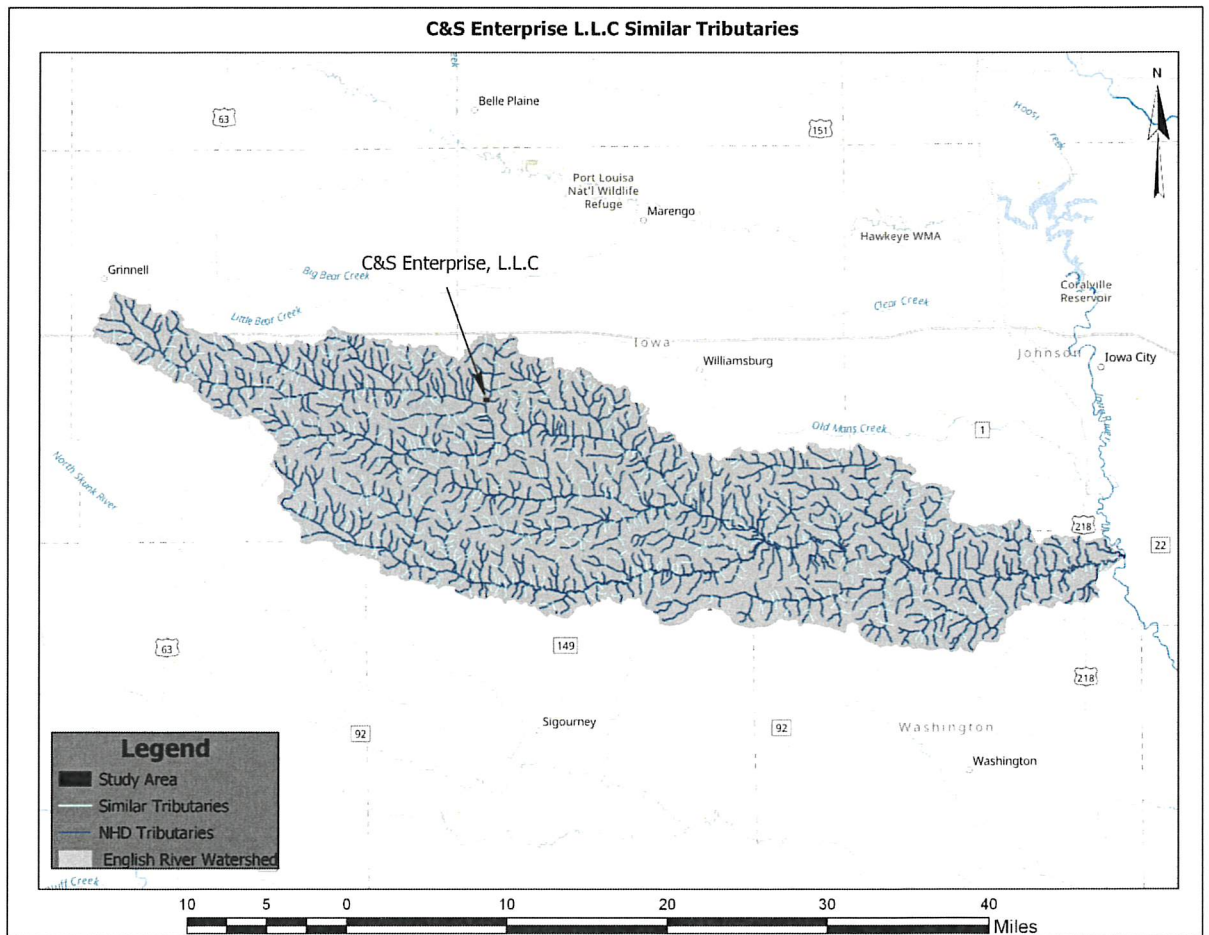 C&S Enterprise L.L.C Similar Tributaries
N
Belle Plaine
63
151
Port Louisa
Nat'l Wildlife
Refuge
Marengo
Hawkeye WMA
C&S Enterprise, L.L.C
Grinnell
Big Bear Creek
Coralville
Reservoir
Clear Creek
Little Bear Creek
Iowa
Johnson
Williamsburg
Iowa City
Iowa River
Old Mans Creek
1
North Skunk River
218
22
63
149
218
Sigourney
92
92
Washington
Washington
Legend
Study Area
Similar Tributaries
NHD Tributaries
English River Watershed
Creek
10 5 0 10 20 30 40
Miles